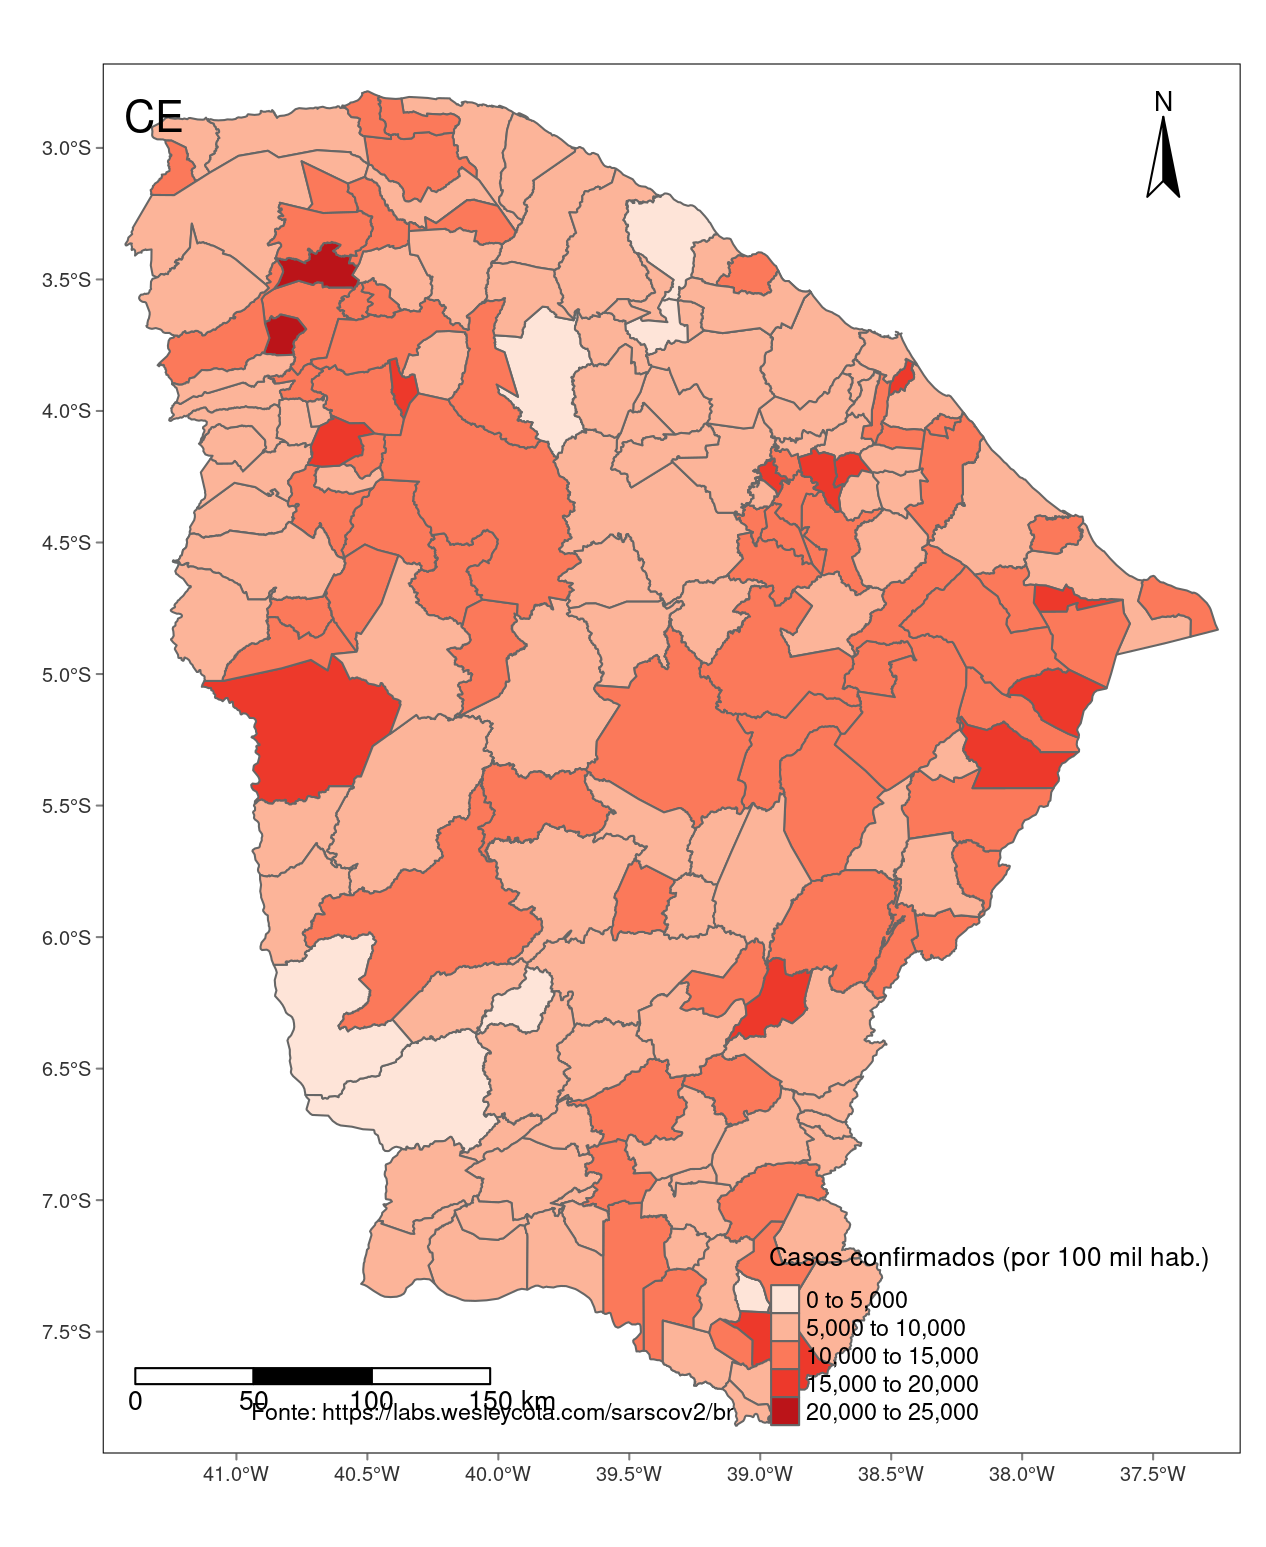 CE
N
3.0°S
3.5°S
4.0°S
4.5°S
5.0°S
5.5°S
6.0°S
6.5°S
7.0°S
7.5°S
Casos confirmados (por 100 mil hab.)
0 to 5,000
5,000 to 10,000
10,000 to 15,000
15,000 to 20,000
20,000 to 25,000
0 50 100 150 km
Fonte: https://labs.wesleycota.com/sarscov2/br
41.0°W 40.5°W 40.0°W 39.5°W 39.0°W 38.5°W 38.0°W 37.5°W